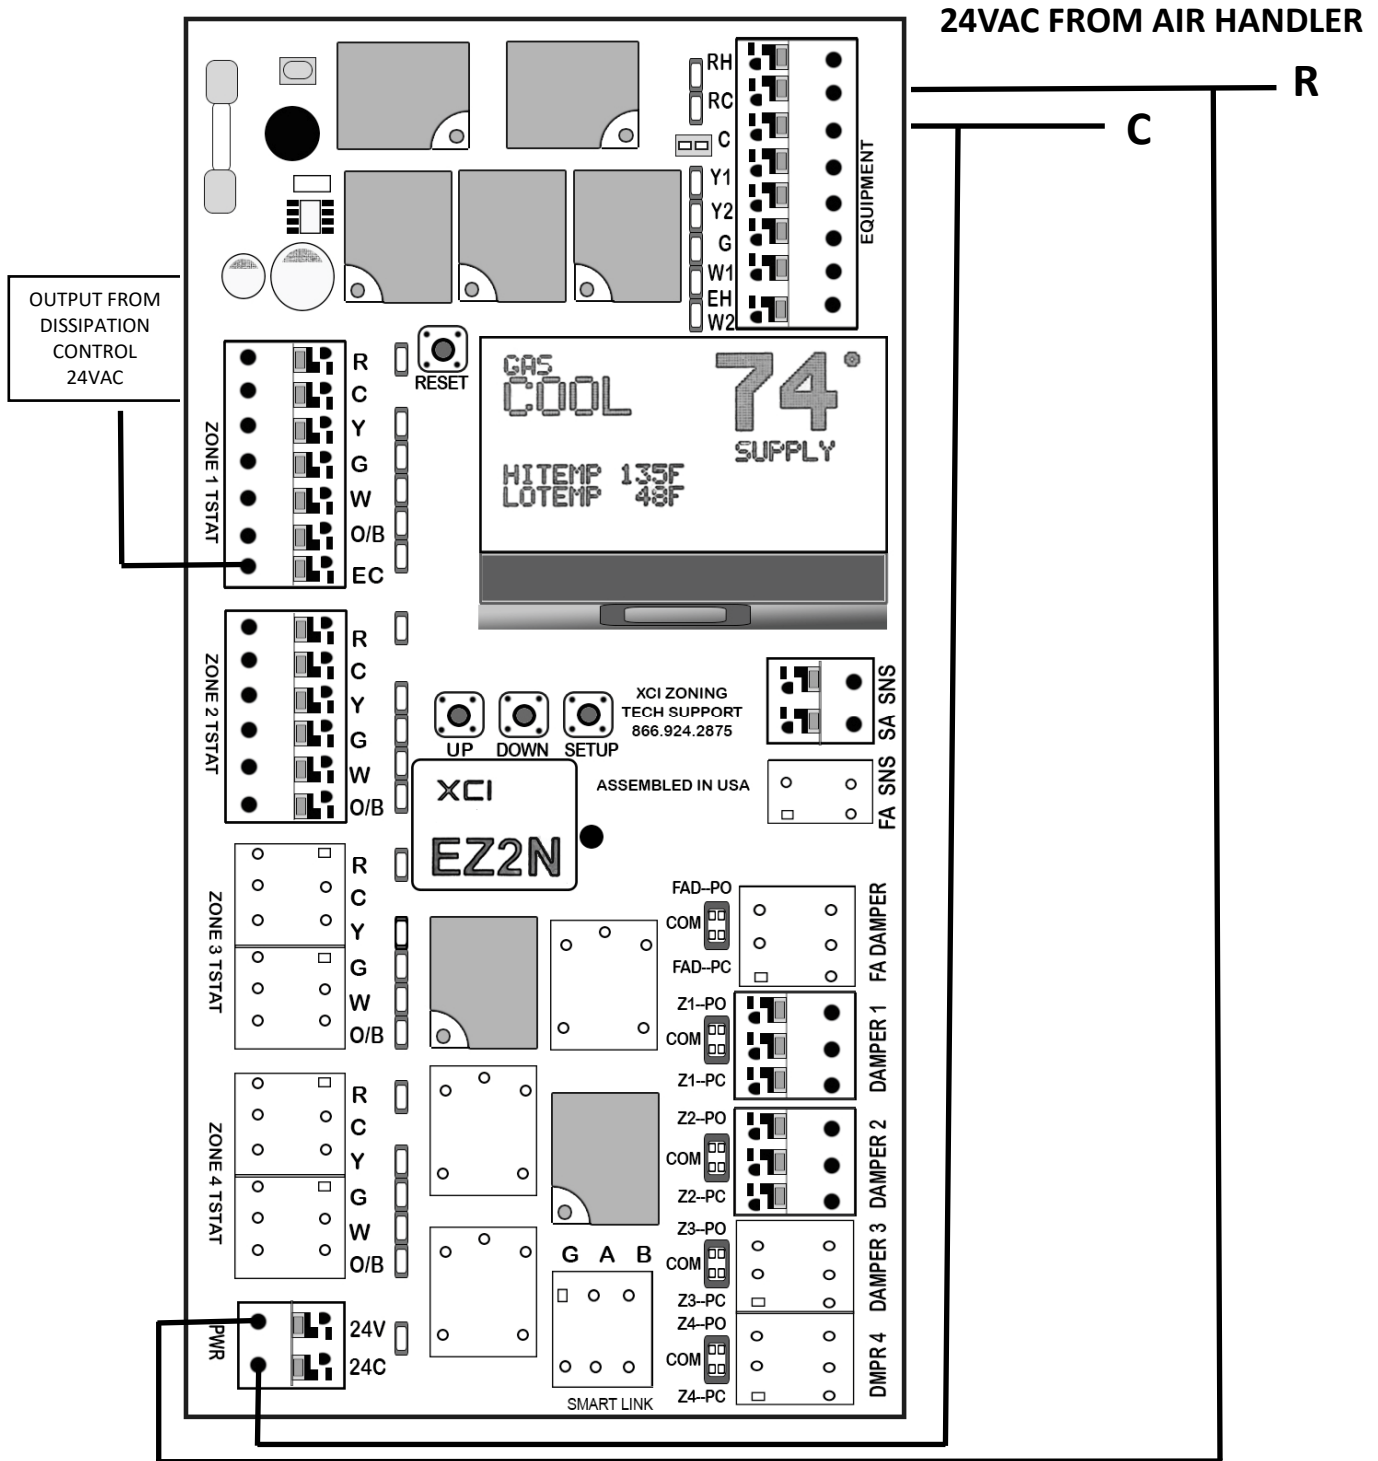 24VAC FROM AIR HANDLER
R
C
RH
RC
C
Y1
Y2
G
W1
EH
W2
EQUIPMENT
OUTPUT FROM
DISSIPATION
CONTROL
24VAC
RESET
GAS
COOL
74°
SUPPLY
HITEMP 135F
LOTEMP 48F
ZONE 1 TSTAT
R
C
Y
G
W
O/B
EC
ZONE 2 TSTAT
R
C
Y
G
W
O/B
UP DOWN SETUP
XCI ZONING
TECH SUPPORT
866.924.2875
ASSEMBLED IN USA
SA SNS
FA SNS
XCI
EZ2N
ZONE 3 TSTAT
R
C
Y
G
W
O/B
ZONE 4 TSTAT
R
C
Y
G
W
O/B
PWR
24V
24C
G A B
SMART LINK
FAD--PO
COM
FAD--PC
FA DAMPER
Z1--PO
COM
Z1--PC
DAMPER 1
Z2--PO
COM
Z2--PC
DAMPER 2
Z3--PO
COM
Z3--PC
DAMPER 3
Z4--PO
COM
Z4--PC
DMPR 4